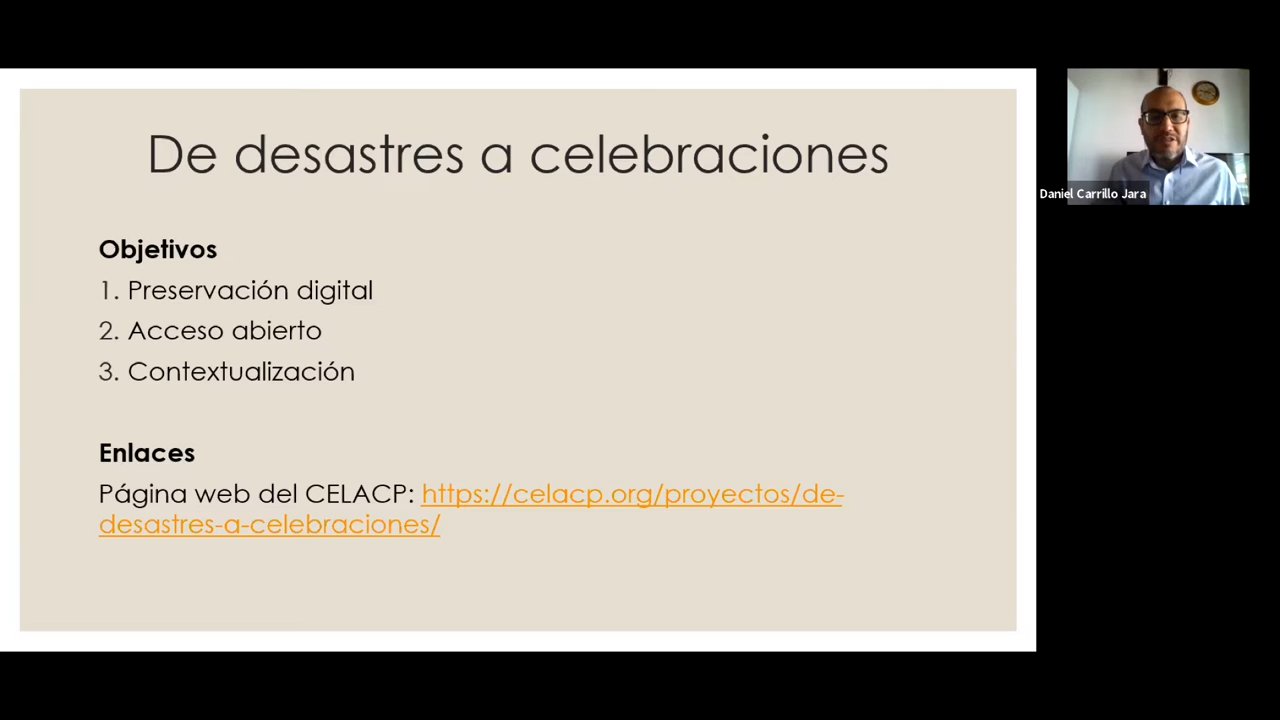 De desastres a celebraciones
Objetivos
1. Preservación digital
2. Acceso abierto
3. Contextualización
Enlaces
Página web del CELACP: https://celacp.org/proyectos/de-
desastres-a-celebraciones/
Daniel Carrillo Jara